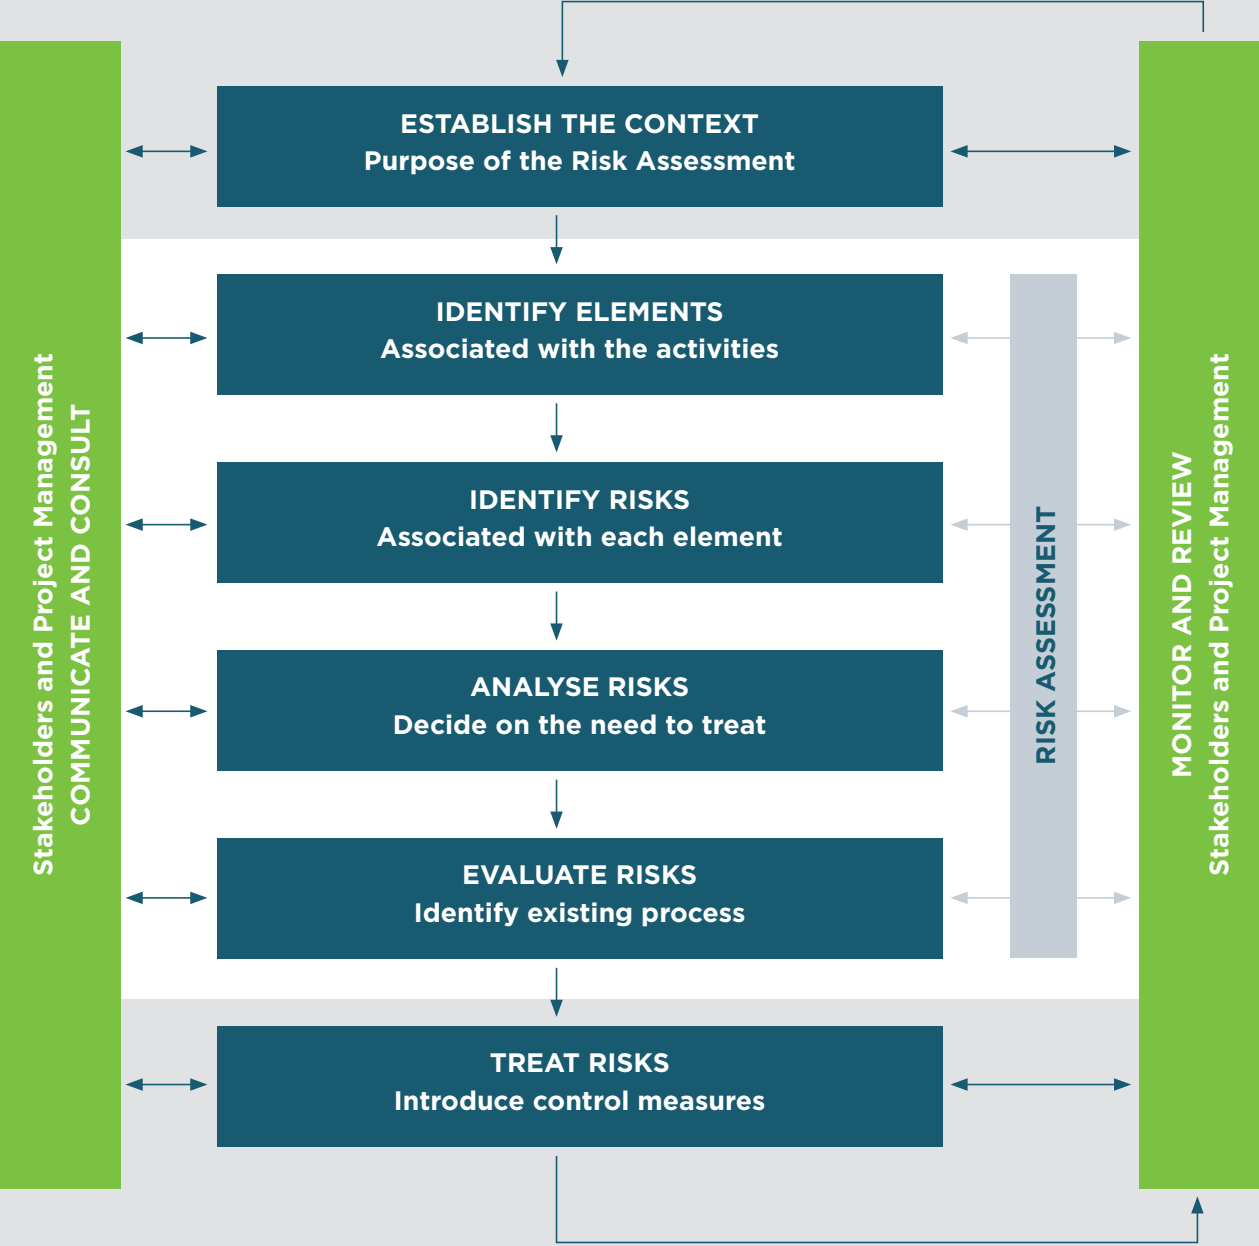 ESTABLISH THE CONTEXT
Purpose of the Risk Assessment
IDENTIFY ELEMENTS
Associated with the activities
IDENTIFY RISKS
Associated with each element
ANALYSE RISKS
Decide on the need to treat
EVALUATE RISKS
Identify existing process
TREAT RISKS
Introduce control measures
Stakeholders and Project Management
COMMUNICATE AND CONSULT
RISK ASSESSMENT
MONITOR AND REVIEW
Stakeholders and Project Management